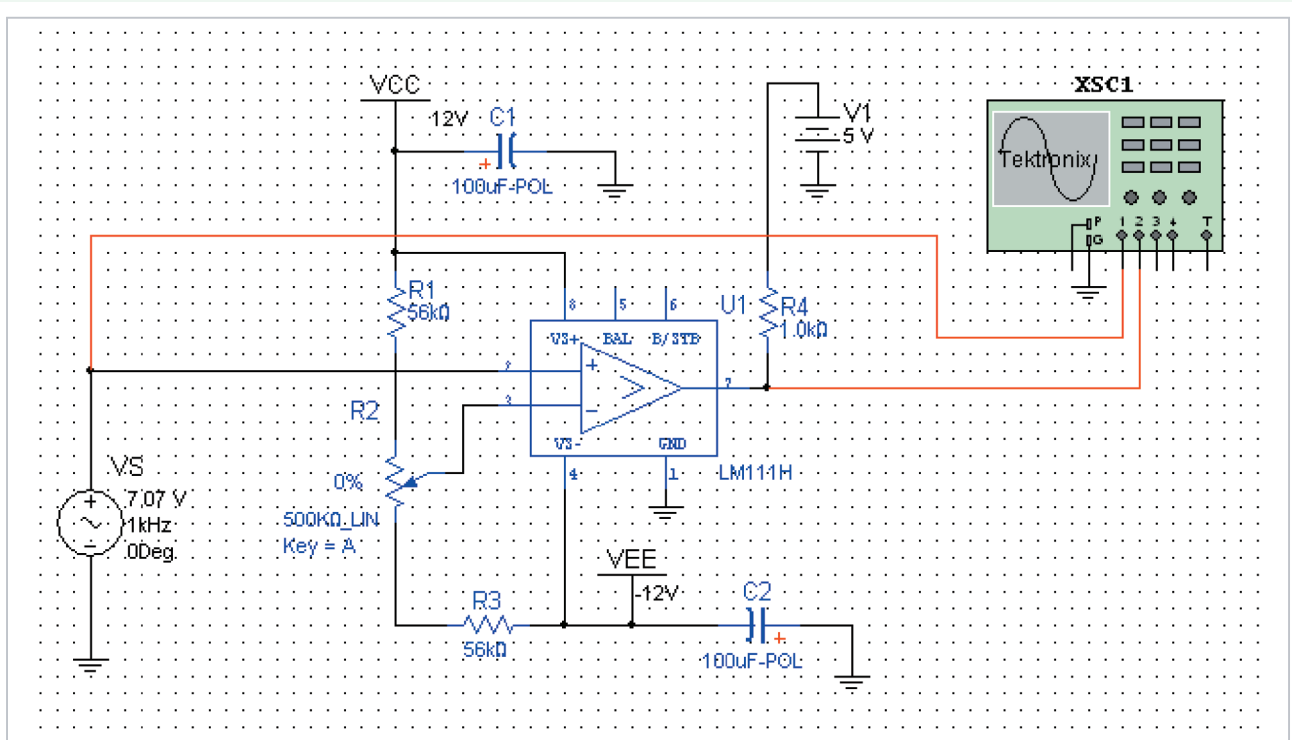 VCC
12V
C1
+
100uF-POL
V1
5 V
XSC1
Tektronix
P
G
1 2 3 4
T
R1
56kΩ
8
5
6
U1
R4
1.0kΩ
VS+
BAL
B/STB
2
+
7
3
−
VS-
GND
4
1
LM111H
R2
0%
500KΩ_LIN
Key = A
VS
+
7.07 V
1kHz
−
0Deg
VEE
-12V
R3
56kΩ
C2
+
100uF-POL